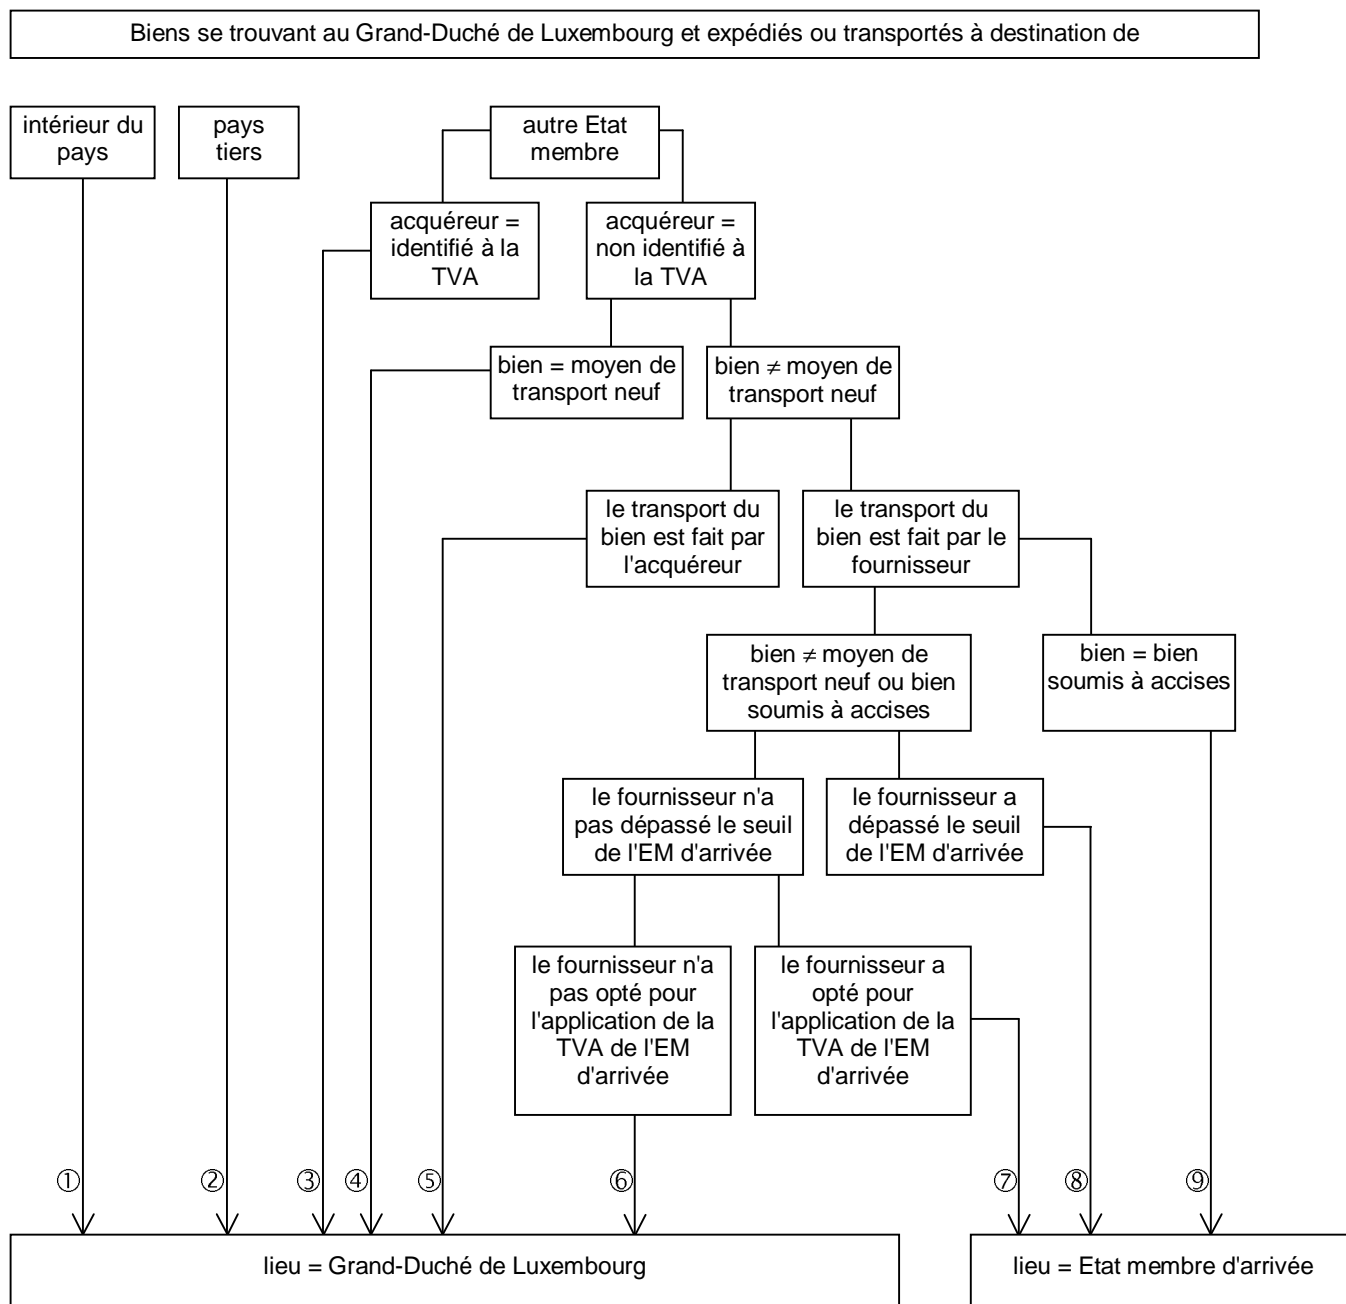 Biens se trouvant au Grand-Duché de Luxembourg et expédiés ou transportés à destination de
intérieur du
pays
pays
tiers
autre Etat
membre
acquéreur =
identifié à la
TVA
acquéreur =
non identifié à
la TVA
bien = moyen de
transport neuf
bien ≠ moyen de
transport neuf
le transport du
bien est fait par
l'acquéreur
le transport du
bien est fait par le
fournisseur
bien ≠ moyen de
transport neuf ou bien
soumis à accises
bien = bien
soumis à accises
le fournisseur n'a
pas dépassé le seuil
de l'EM d'arrivée
le fournisseur a
dépassé le seuil
de l'EM d'arrivée
le fournisseur n'a
pas opté pour
l'application de la
TVA de l'EM
d'arrivée
le fournisseur a
opté pour
l'application de la
TVA de l'EM
d'arrivée
① ② ③ ④ ⑤ ⑥ ⑦ ⑧ ⑨
lieu = Grand-Duché de Luxembourg
lieu = Etat membre d'arrivée